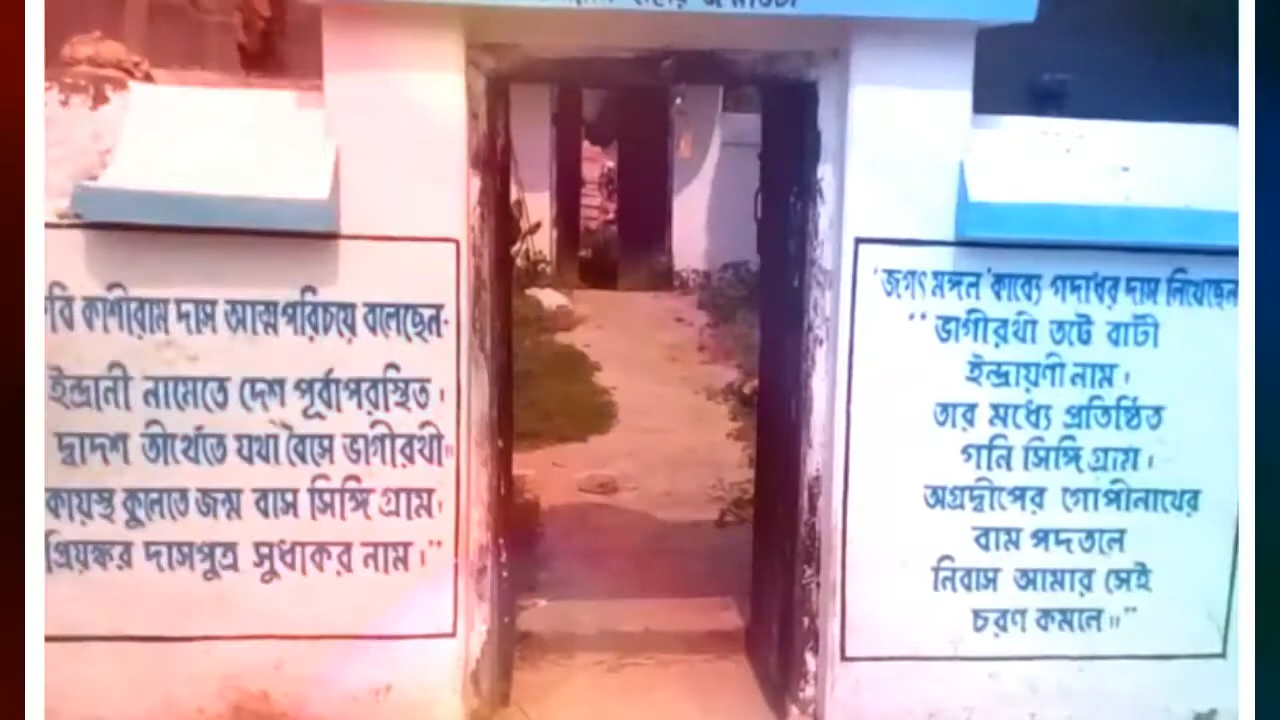 কাশীরাম দাস আত্মপরিচয়ে বলেছেন-
ইন্দ্রানী নামেতে দেশ পূর্বাপরস্থিত।
দ্বাদশ তীর্থেতে যথা বৈসে ভাগীরথী॥
কায়স্থ কুলেতে জন্ম বাস সিঙ্গি গ্রাম।
প্রিয়ঙ্কর দাসপুত্র সুধাকর নাম।"
'জগৎ মঙ্গল' কাব্যে গদাধর দাস লিখেছেন
"ভাগীরথী তটে বাটী
ইন্দ্রায়ণী নাম।
তার মধ্যে প্রতিষ্ঠিত
গনি সিঙ্গি গ্রাম।
অগ্রদ্বীপের গোপীনাথের
বাম পদতলে
নিবাস আমার সেই
চরণ কমলে॥"